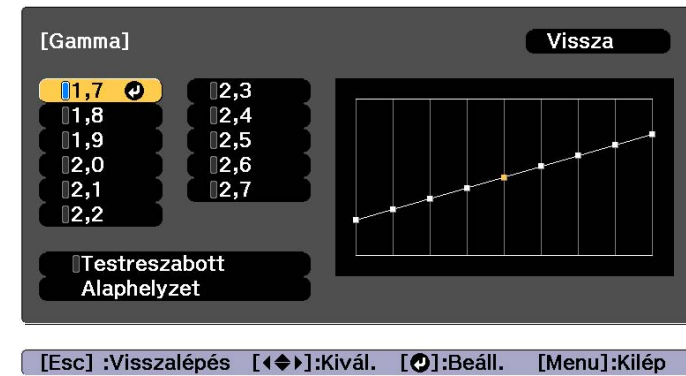 [Gamma]
Vissza
1,7
1,8
1,9
2,0
2,1
2,2
2,3
2,4
2,5
2,6
2,7
Testreszabott
Alaphelyzet
[Esc] :Visszalépés [◀◆▶]:Kivál. [↵]:Beáll. [Menu]:Kilép